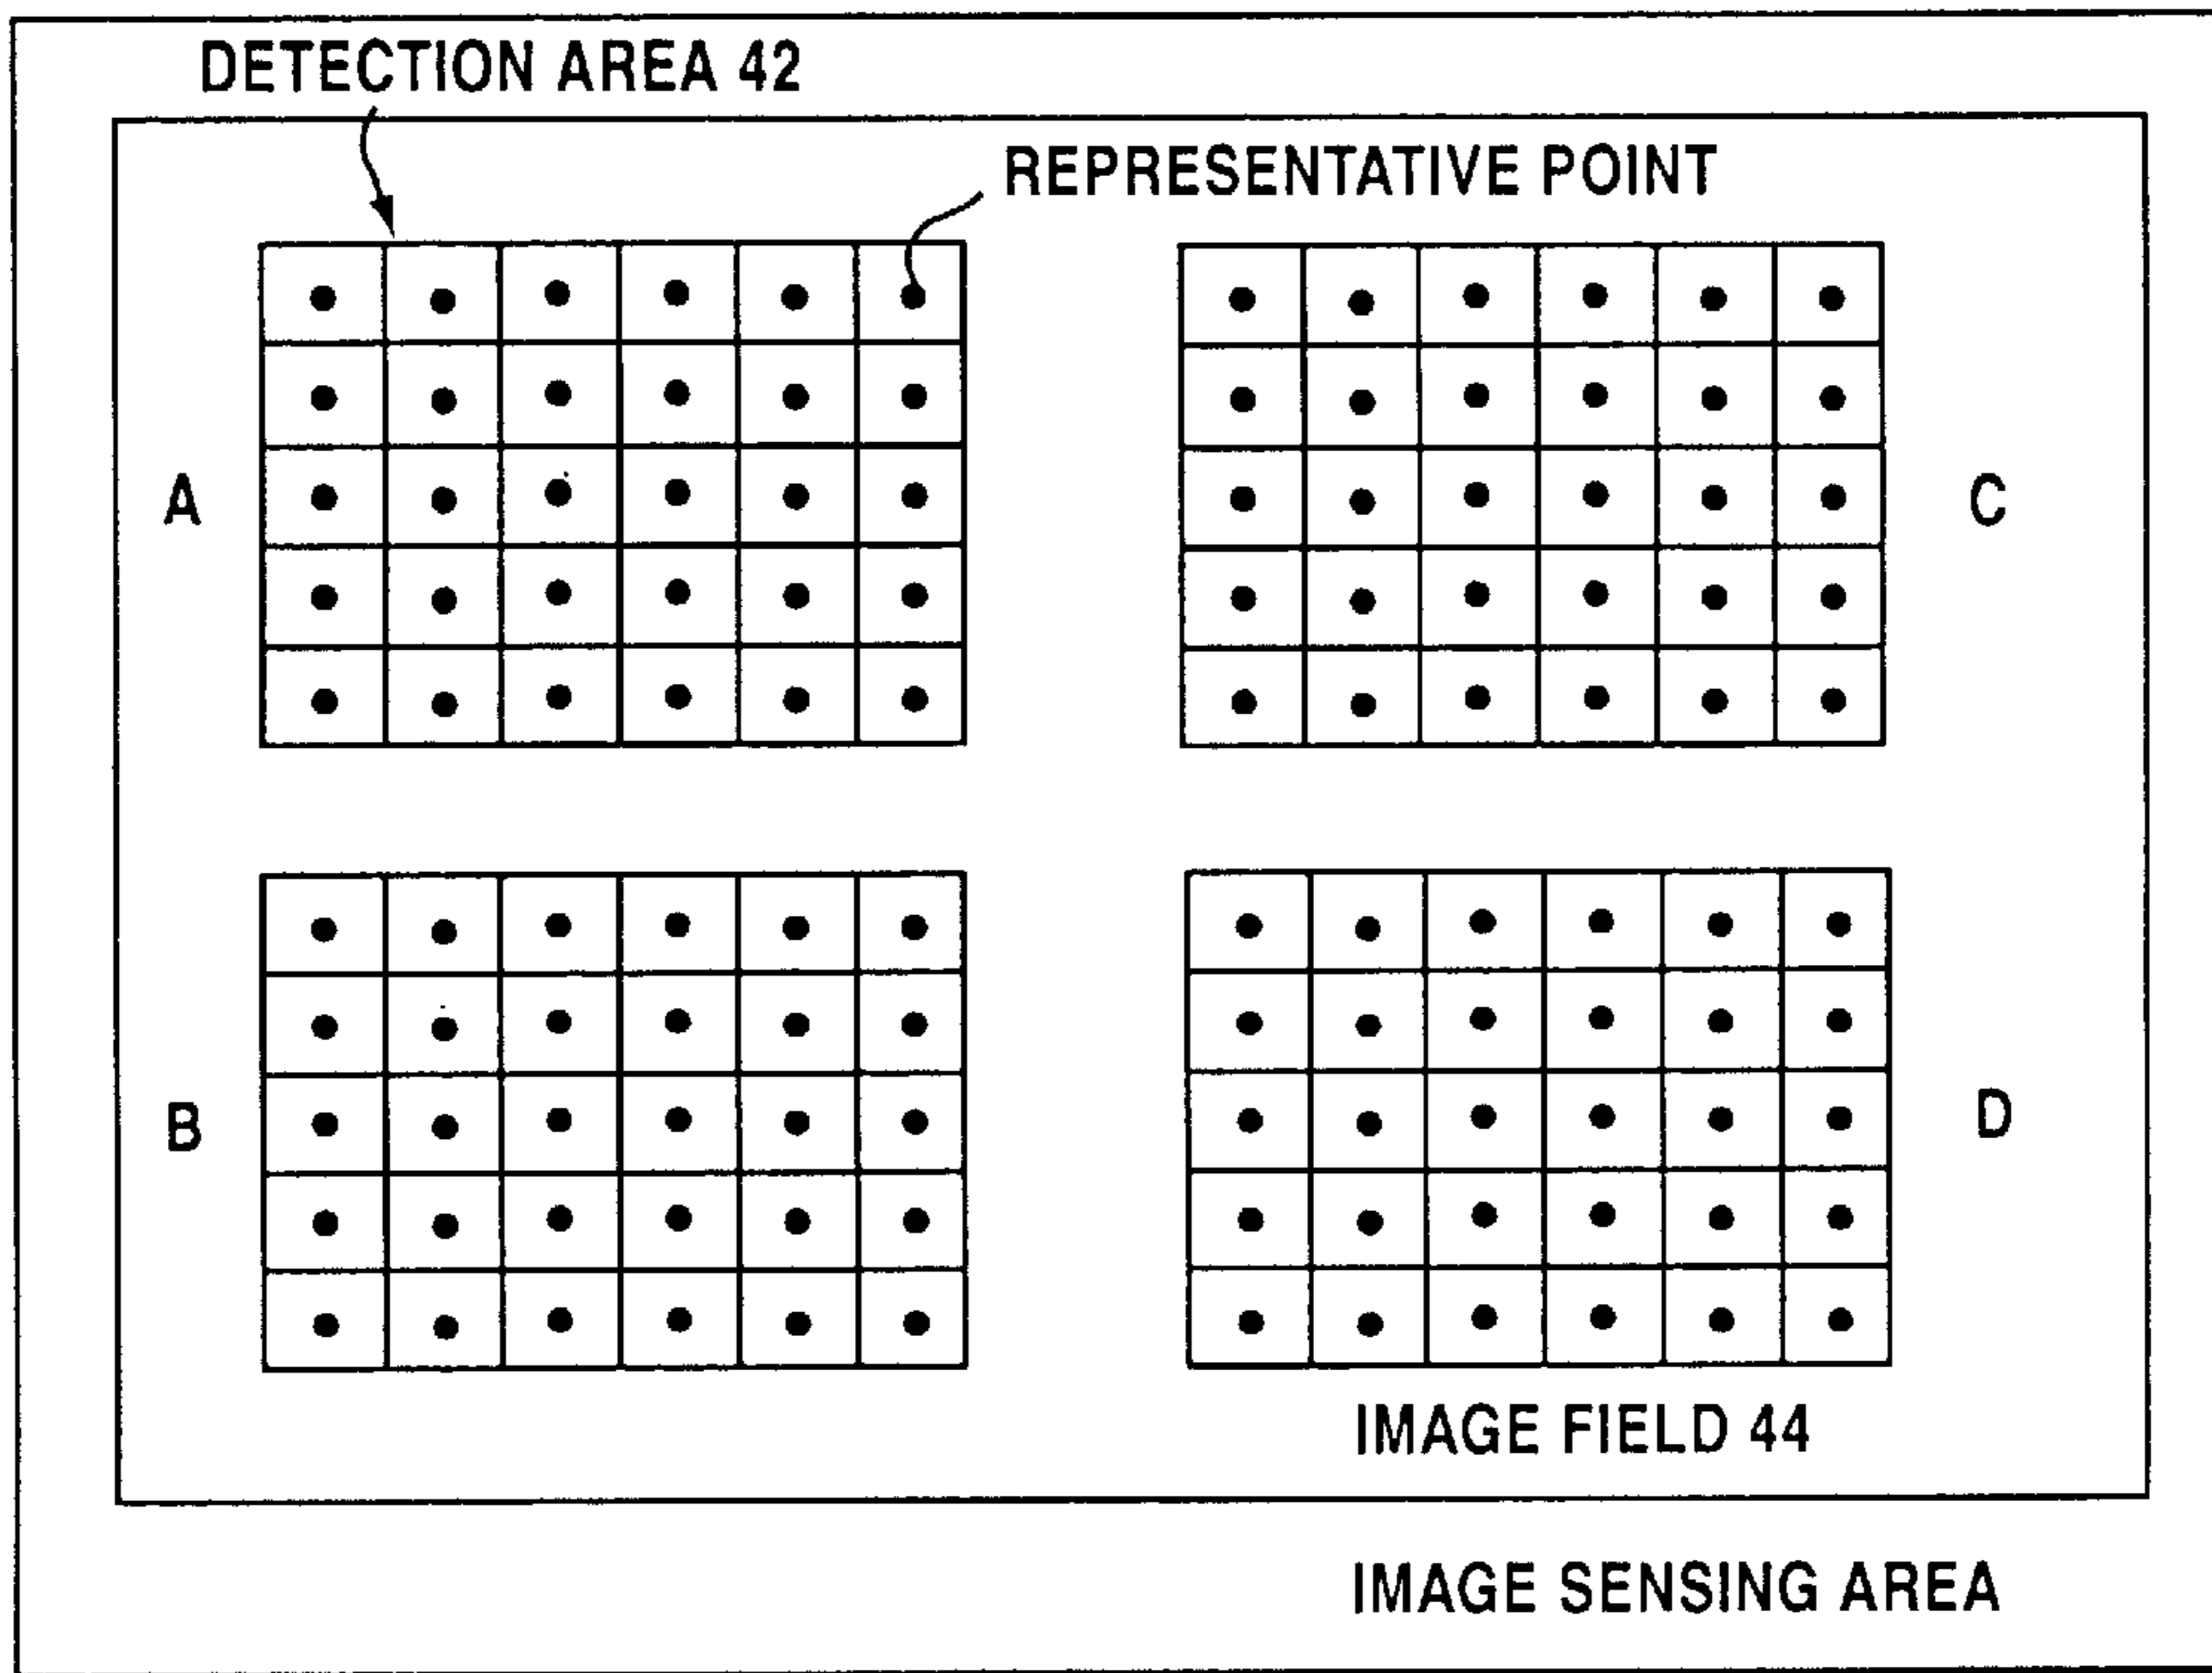 DETECTION AREA 42
REPRESENTATIVE POINT
A
C
B
D
IMAGE FIELD 44
IMAGE SENSING AREA